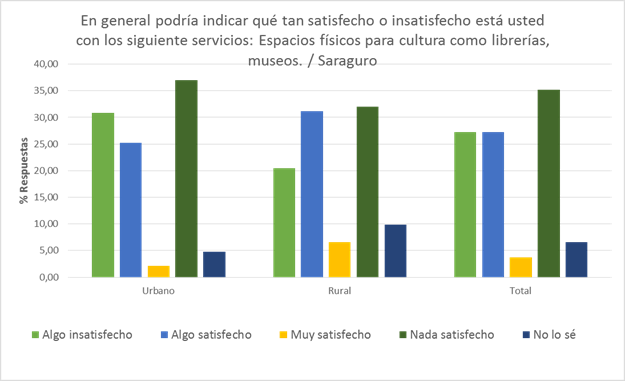 En general podría indicar qué tan satisfecho o insatisfecho está usted
con los siguiente servicios: Espacios físicos para cultura como librerías,
museos. / Saraguro
40,00
35,00
30,00
25,00
20,00
15,00
10,00
5,00
0,00
% Respuestas
Urbano
Rural
Total
Algo insatisfecho
Algo satisfecho
Muy satisfecho
Nada satisfecho
No lo sé